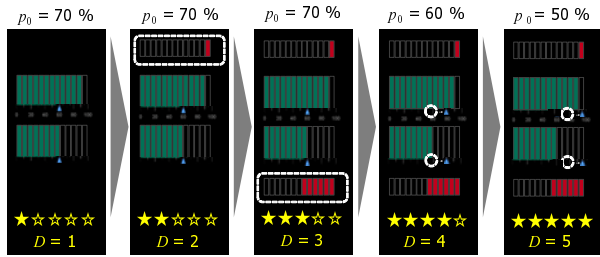 p₀ = 70 % p₀ = 70 % p₀ = 70 % p₀ = 60 % p₀ = 50 %
D = 1 D = 2 D = 3 D = 4 D = 5